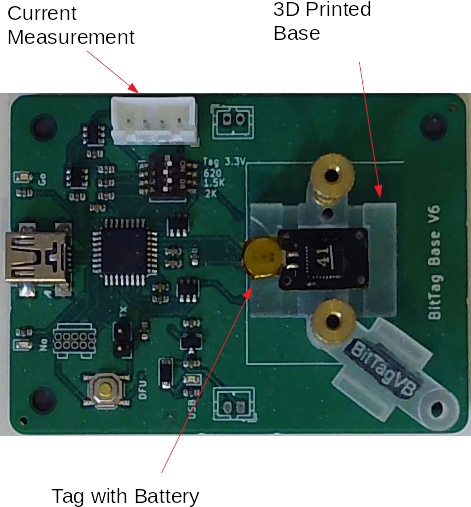 Current
Measurement
3D Printed
Base
Tag 3.3V
620
1.5K
2K
Go
41
BitTag Base V6
TX
No
DFU
USB
BitTagVB
Tag with Battery